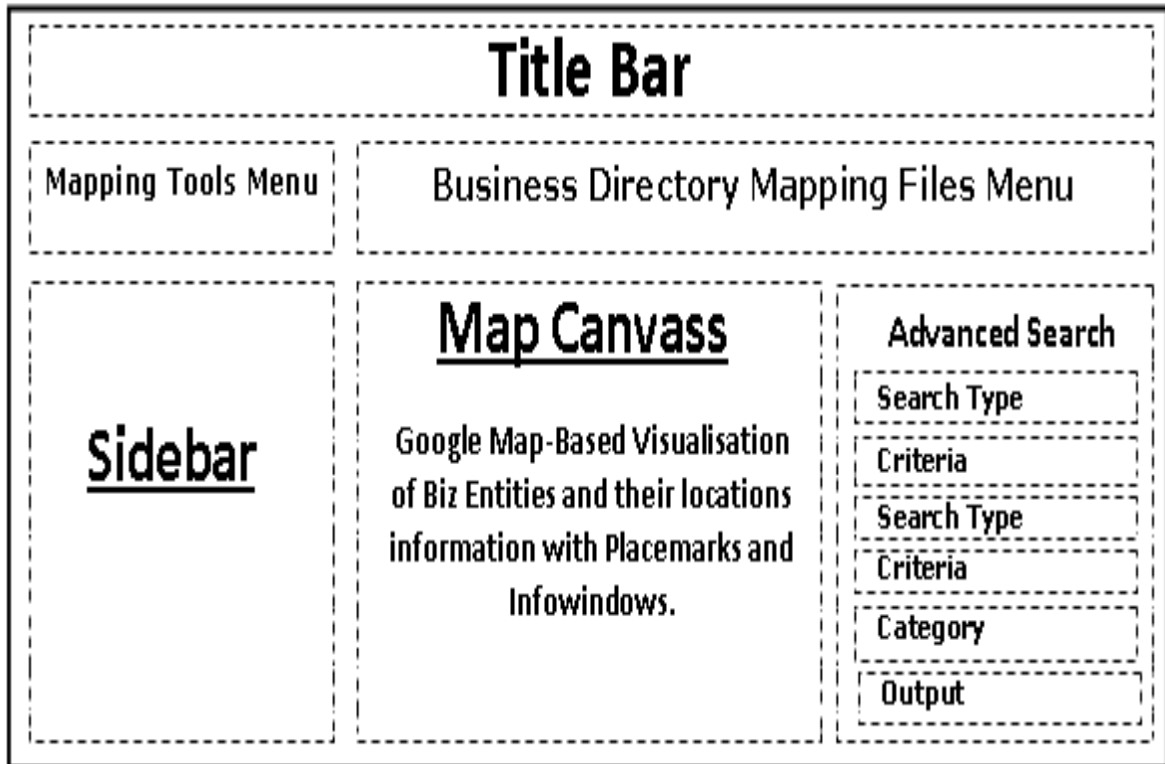 Title Bar
Mapping Tools Menu
Business Directory Mapping Files Menu
Sidebar
Map Canvass
Google Map-Based Visualisation
of Biz Entities and their locations
information with Placemarks and
Infowindows.
Advanced Search
Search Type
Criteria
Search Type
Criteria
Category
Output